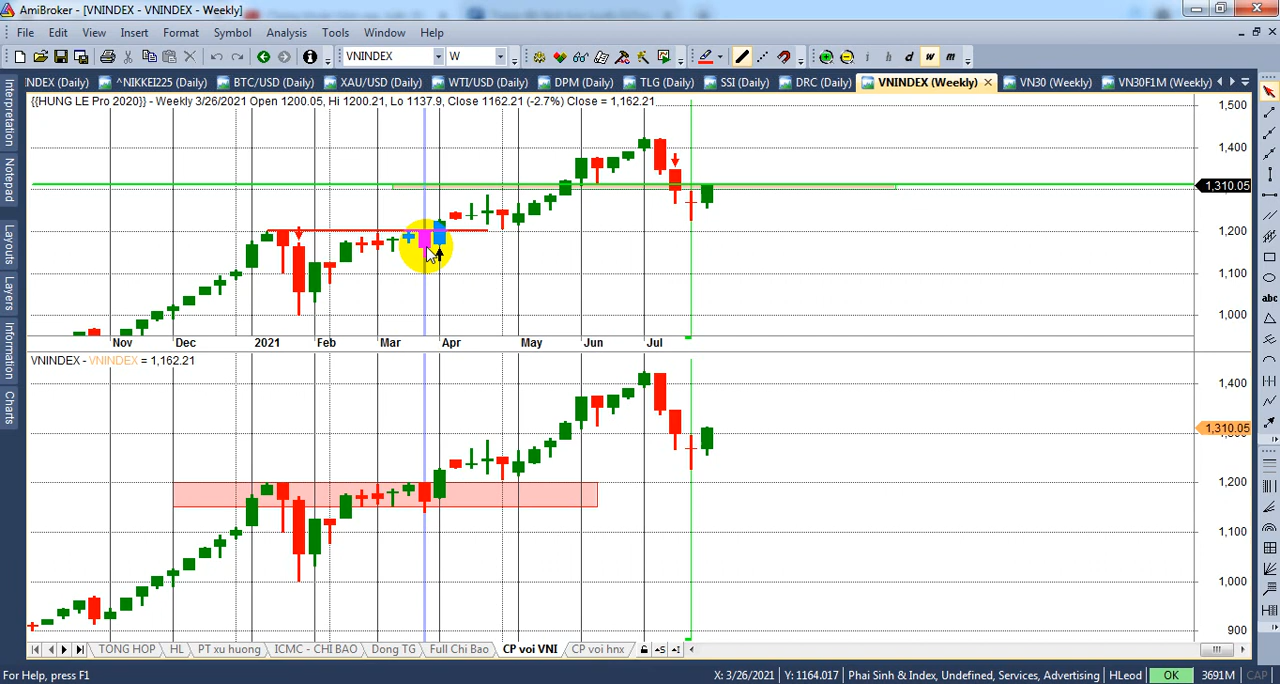 AmiBroker - [VNINDEX - VNINDEX - Weekly]
File Edit View Insert Format Symbol Analysis Tools Window Help
VNINDEX W i h d w m
INDEX (Daily) ^NIKKEI225 (Daily) BTC/USD (Daily) XAU/USD (Daily) WTI/USD (Daily) DPM (Daily) TLG (Daily) SSI (Daily) DRC (Daily) VNINDEX (Weekly) VN30 (Weekly) VN30F1M (Weekly)
Interpretation
Notepad
Layouts
Layers
Information
Charts
{{HUNG LE Pro 2020}} - Weekly 3/26/2021 Open 1200.05, Hi 1200.21, Lo 1137.9, Close 1162.21 (-2.7%) Close = 1,162.21
1,500
1,400
1,310.05
1,200
1,100
1,000
Nov Dec 2021 Feb Mar Apr May Jun Jul
VNINDEX - VNINDEX = 1,162.21
1,400
1,310.05
1,200
1,100
1,000
900
abc
TONG HOP HL PT xu huong ICMC - CHI BAO Dong TG Full Chi Bao CP voi VNI CP voi hnx
For Help, press F1 X: 3/26/2021 Y: 1164.017 Phai Sinh & Index, Undefined, Services, Advertising HLeod OK 3691M CAP